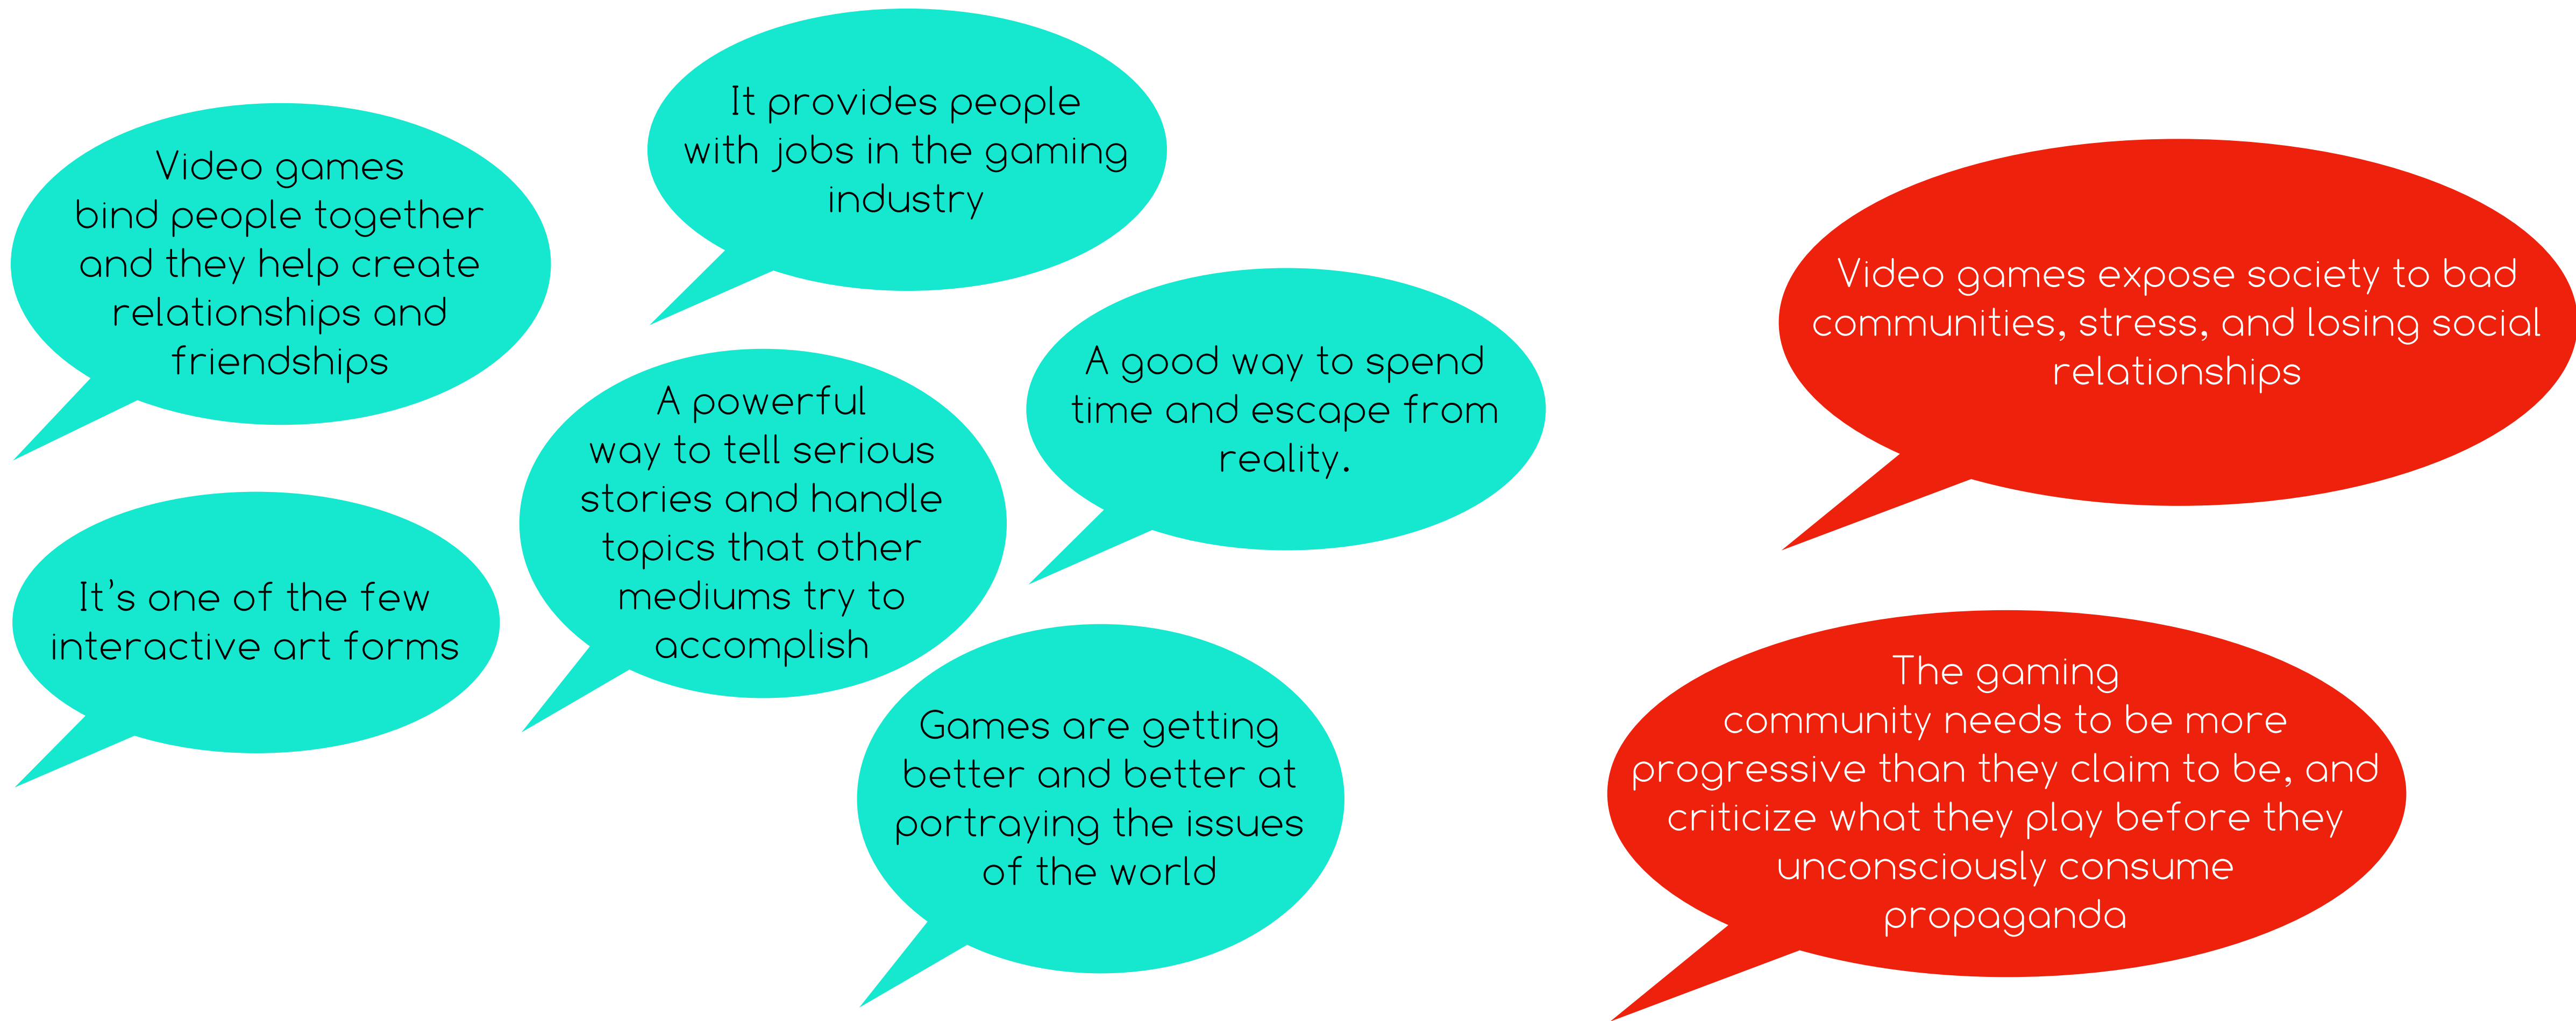 Video games
bind people together
and they help create
relationships and
friendships
It provides people
with jobs in the gaming
industry
A good way to spend
time and escape from
reality.
A powerful
way to tell serious
stories and handle
topics that other
mediums try to
accomplish
It's one of the few
interactive art forms
Games are getting
better and better at
portraying the issues
of the world
Video games expose society to bad
communities, stress, and losing social
relationships
The gaming
community needs to be more
progressive than they claim to be, and
criticize what they play before they
unconsciously consume
propaganda